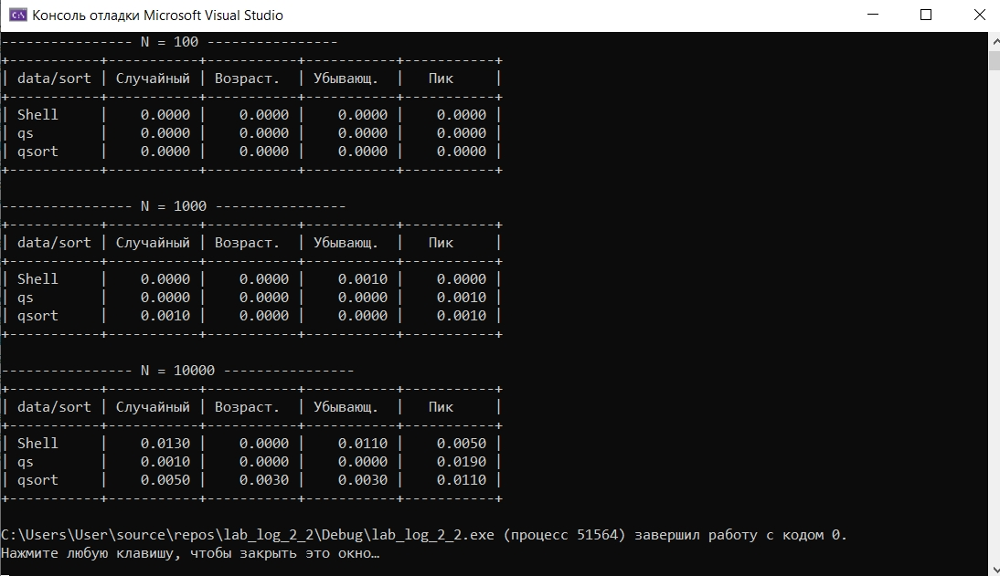 Консоль отладки Microsoft Visual Studio
---------------- N = 100 ----------------
+-----------+-----------+-----------+-----------+-----------+
| data/sort | Случайный | Возраст.  | Убывающ.  |   Пик     |
+-----------+-----------+-----------+-----------+-----------+
| Shell     |    0.0000 |    0.0000 |    0.0000 |    0.0000 |
| qs        |    0.0000 |    0.0000 |    0.0000 |    0.0000 |
| qsort     |    0.0000 |    0.0000 |    0.0000 |    0.0000 |
+-----------+-----------+-----------+-----------+-----------+
---------------- N = 1000 ----------------
+-----------+-----------+-----------+-----------+-----------+
| data/sort | Случайный | Возраст.  | Убывающ.  |   Пик     |
+-----------+-----------+-----------+-----------+-----------+
| Shell     |    0.0000 |    0.0000 |    0.0010 |    0.0000 |
| qs        |    0.0000 |    0.0000 |    0.0000 |    0.0010 |
| qsort     |    0.0010 |    0.0000 |    0.0000 |    0.0010 |
+-----------+-----------+-----------+-----------+-----------+
---------------- N = 10000 ----------------
+-----------+-----------+-----------+-----------+-----------+
| data/sort | Случайный | Возраст.  | Убывающ.  |   Пик     |
+-----------+-----------+-----------+-----------+-----------+
| Shell     |    0.0130 |    0.0000 |    0.0110 |    0.0050 |
| qs        |    0.0010 |    0.0000 |    0.0000 |    0.0190 |
| qsort     |    0.0050 |    0.0030 |    0.0030 |    0.0110 |
+-----------+-----------+-----------+-----------+-----------+
C:\Users\User\source\repos\lab_log_2_2\Debug\lab_log_2_2.exe (процесс 51564) завершил работу с кодом 0.
Нажмите любую клавишу, чтобы закрыть это окно…